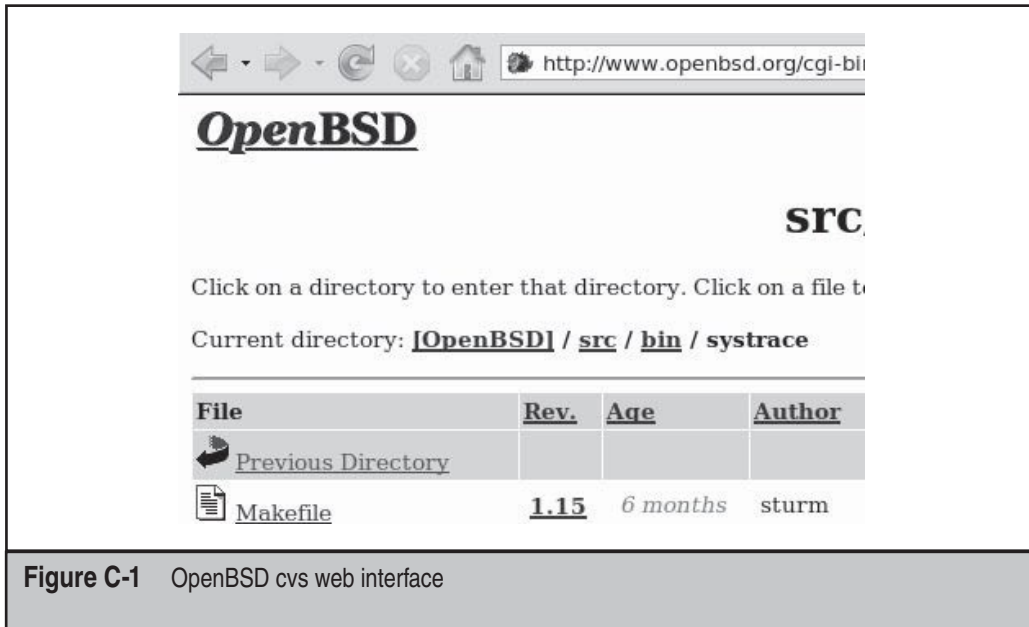 http://www.openbsd.org/cgi-bi
OpenBSD
src/
Click on a directory to enter that directory. Click on a file to
Current directory: [OpenBSD] / src / bin / systrace
File Rev. Age Author
Previous Directory
Makefile 1.15 6 months sturm
Figure C-1 OpenBSD cvs web interface